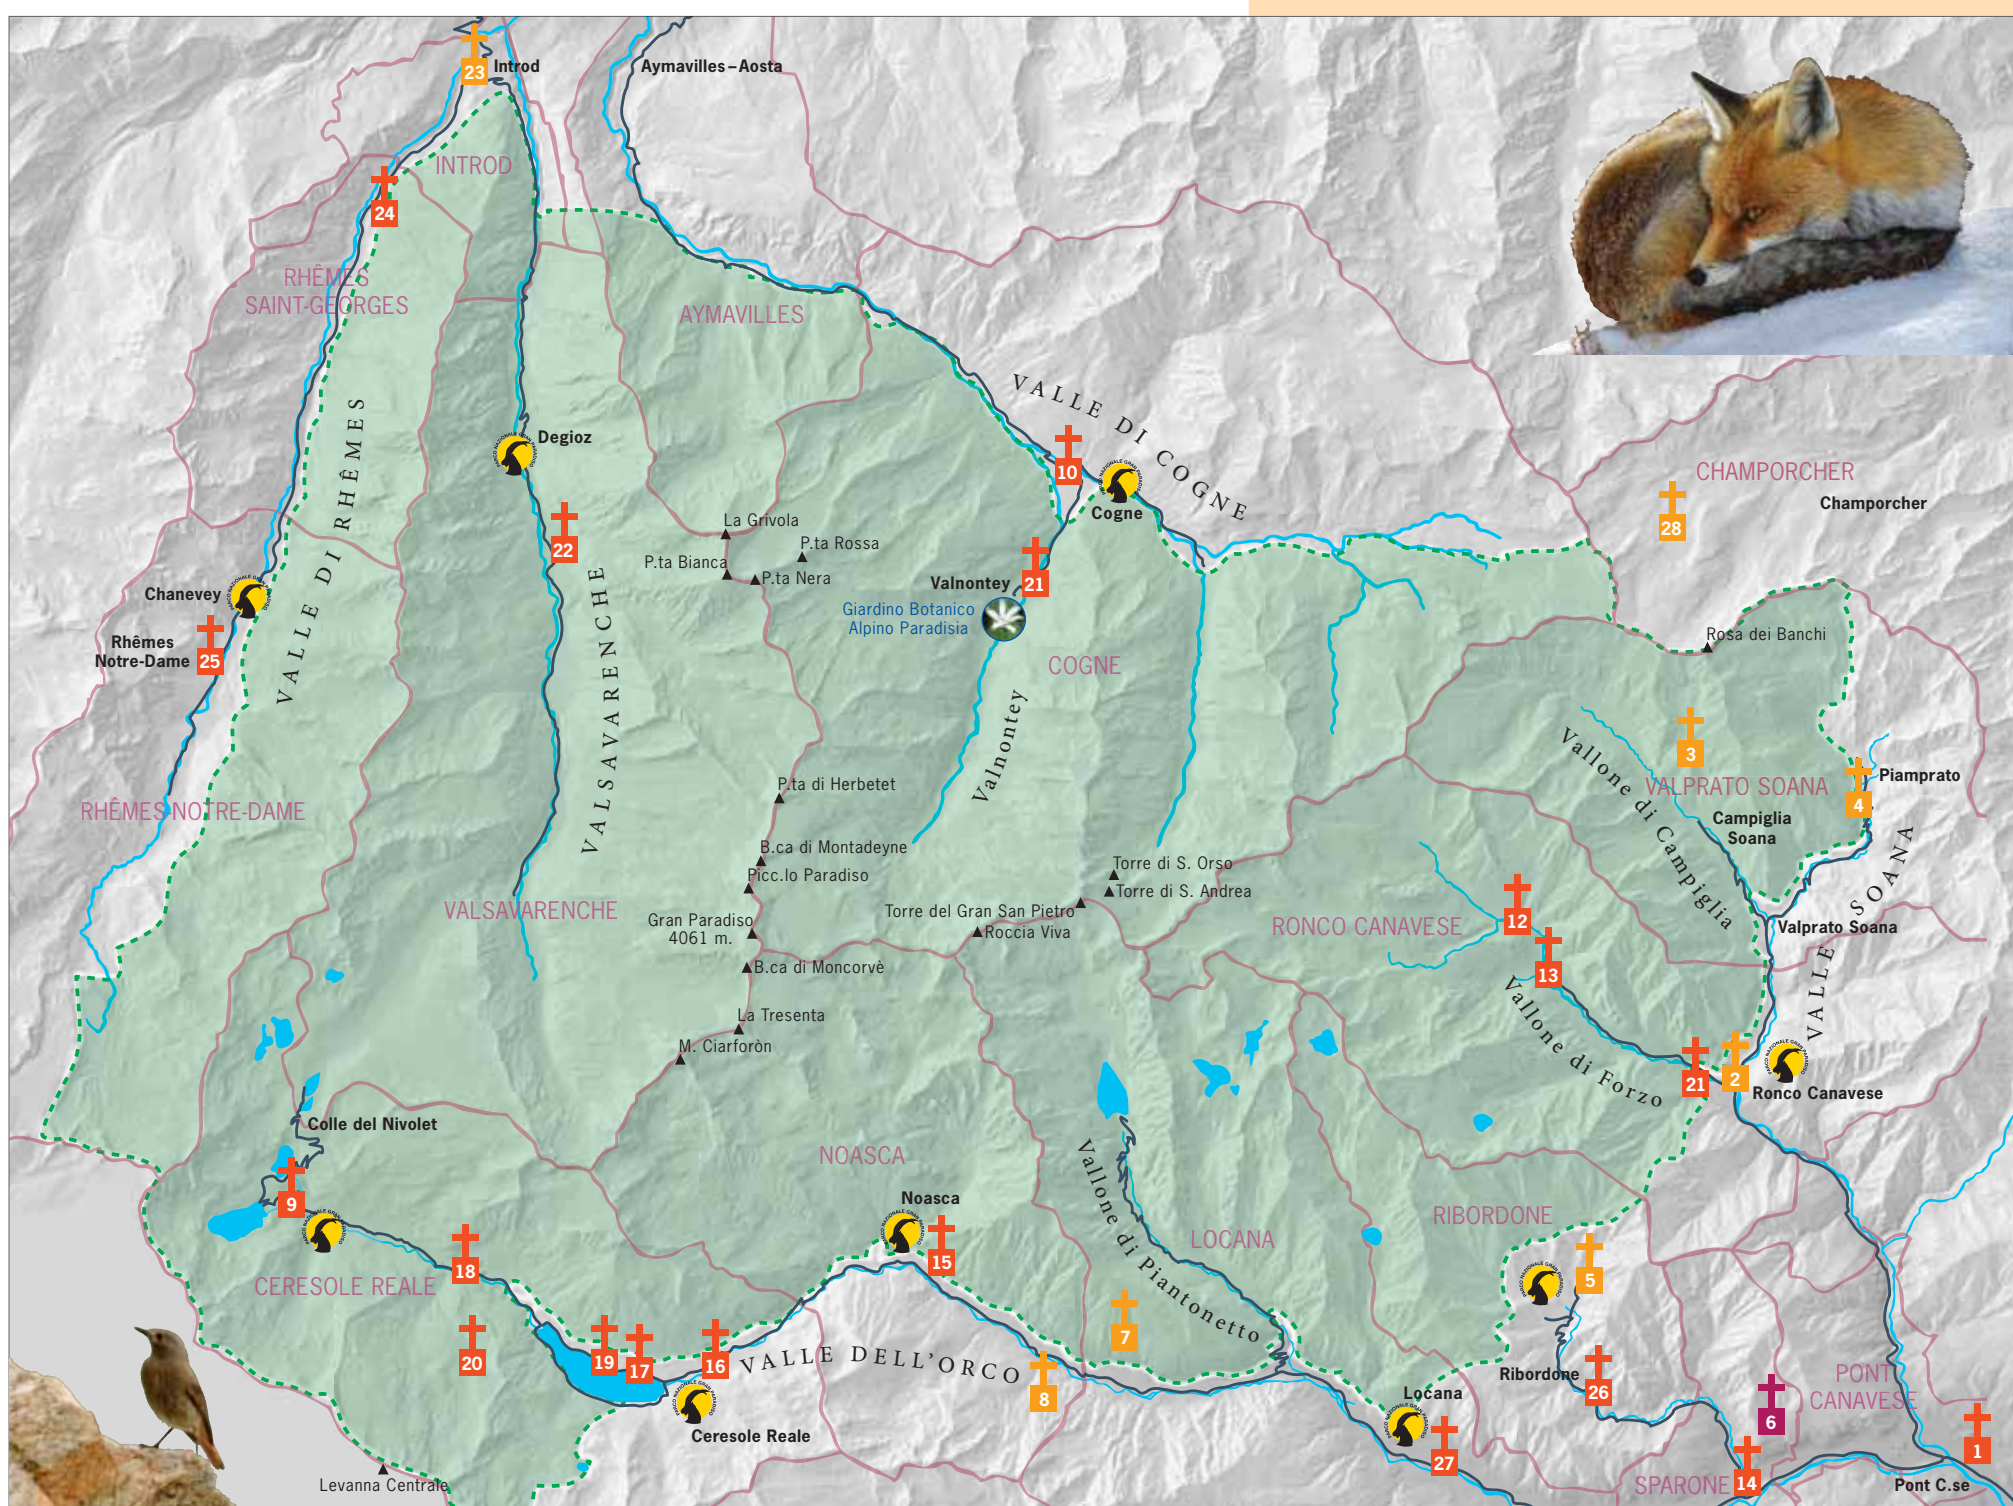 23
Introd
Aymavilles–Aosta
INTROD
24
RHÊMES
SAINT-GEORGES
AYMAVILLES
VALLE DI RHÊMES
VALLE DI COGNE
Degioz
10
Cogne
CHAMPORCHER
Champorcher
28
22
La Grivola
P.ta Rossa
P.ta Bianca
P.ta Nera
21
Valnontey
Giardino Botanico
Alpino Paradisia
Chanevey
Rhêmes
Notre-Dame
25
VALSAVARENCHE
COGNE
Valnontey
Rosa dei Banchi
3
Vallone di Campiglia
VALPRATO SOANA
Piamprato
4
Campiglia
Soana
RHÊMES-NOTRE-DAME
P.ta di Herbetet
B.ca di Montadeyne
Picc.lo Paradiso
Torre di S. Orso
Torre di S. Andrea
Torre del Gran San Pietro
Roccia Viva
VALSAVARENCHE
Gran Paradiso
4061 m.
B.ca di Moncorvè
La Tresenta
M. Ciarforòn
RONCO CANAVESE
12
13
Valprato Soana
VALLE SOANA
Vallone di Forzo
21
2
Ronco Canavese
Colle del Nivolet
9
NOASCA
Noasca
15
Vallone di Piantonetto
LOCANA
RIBORDONE
5
CERESOLE REALE
18
20
19
17
16
VALLE DELL'ORCO
7
8
Ceresole Reale
Ribordone
26
Locana
27
PONT
CANAVESE
6
1
SPARONE
14
Pont C.se
Levanna Centrale
PARCO NAZIONALE GRAN PARADISO